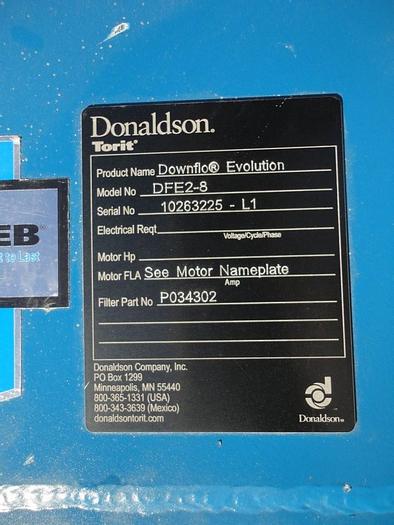 Donaldson.
Torit®
Product Name Downflo® Evolution
Model No DFE2-8
Serial No 10263225 - L1
Electrical Reqt
Voltage/Cycle/Phase
Motor Hp
Motor FLA See Motor Nameplate
Amp
Filter Part No P034302
Donaldson Company, Inc.
PO Box 1299
Minneapolis, MN 55440
800-365-1331 (USA)
800-343-3639 (Mexico)
donaldsontorit.com
Donaldson™
EB®
t to Last